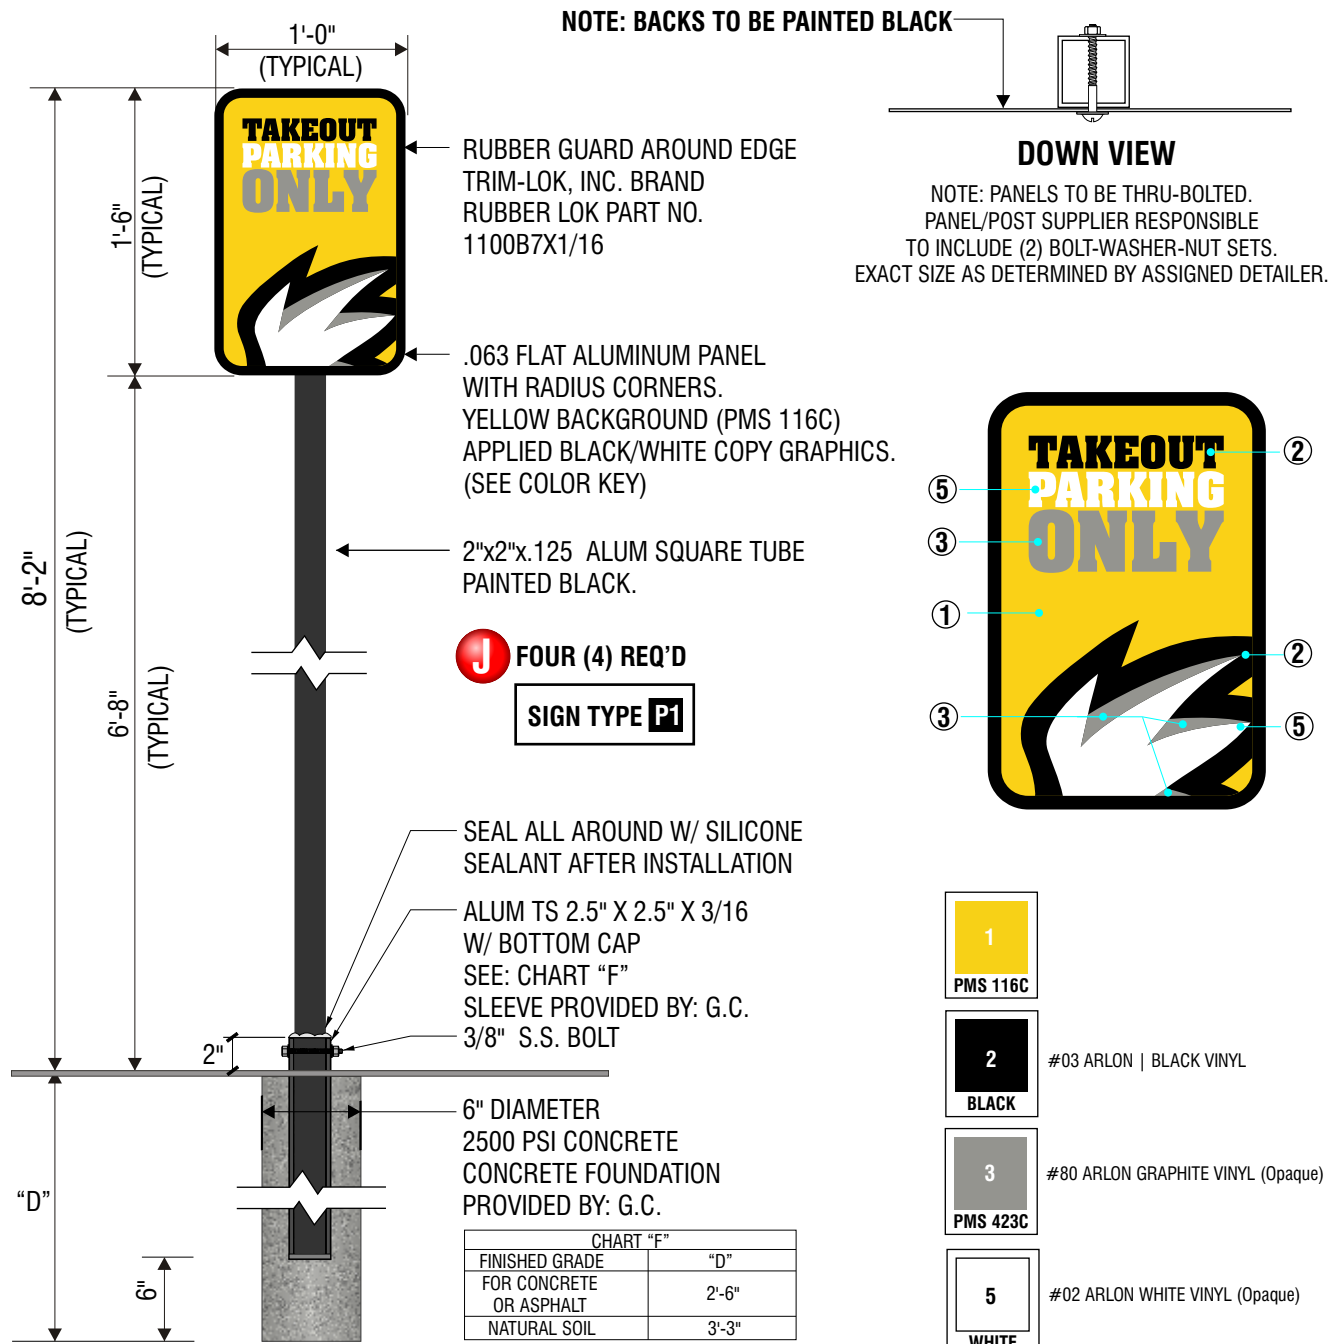 NOTE: BACKS TO BE PAINTED BLACK
1'-0"
(TYPICAL)
TAKEOUT
PARKING
ONLY
RUBBER GUARD AROUND EDGE
TRIM-LOK, INC. BRAND
RUBBER LOK PART NO.
1100B7X1/16
DOWN VIEW
NOTE: PANELS TO BE THRU-BOLTED.
PANEL/POST SUPPLIER RESPONSIBLE
TO INCLUDE (2) BOLT-WASHER-NUT SETS.
EXACT SIZE AS DETERMINED BY ASSIGNED DETAILER.
1'-6"
(TYPICAL)
.063 FLAT ALUMINUM PANEL
WITH RADIUS CORNERS.
YELLOW BACKGROUND (PMS 116C)
APPLIED BLACK/WHITE COPY GRAPHICS.
(SEE COLOR KEY)
8'-2"
(TYPICAL)
6'-8"
(TYPICAL)
2"x2"x.125 ALUM SQUARE TUBE
PAINTED BLACK.
J FOUR (4) REQ'D
SIGN TYPE P1
TAKEOUT
PARKING
ONLY
2
5
3
1
2
3
5
SEAL ALL AROUND W/ SILICONE
SEALANT AFTER INSTALLATION
ALUM TS 2.5" X 2.5" X 3/16
W/ BOTTOM CAP
SEE: CHART “F”
SLEEVE PROVIDED BY: G.C.
3/8" S.S. BOLT
2"
6" DIAMETER
2500 PSI CONCRETE
CONCRETE FOUNDATION
PROVIDED BY: G.C.
“D”
6"
CHART “F”
FINISHED GRADE “D”
FOR CONCRETE
OR ASPHALT 2'-6"
NATURAL SOIL 3'-3"
1
PMS 116C
2
BLACK
#03 ARLON | BLACK VINYL
3
PMS 423C
#80 ARLON GRAPHITE VINYL (Opaque)
5
WHITE
#02 ARLON WHITE VINYL (Opaque)